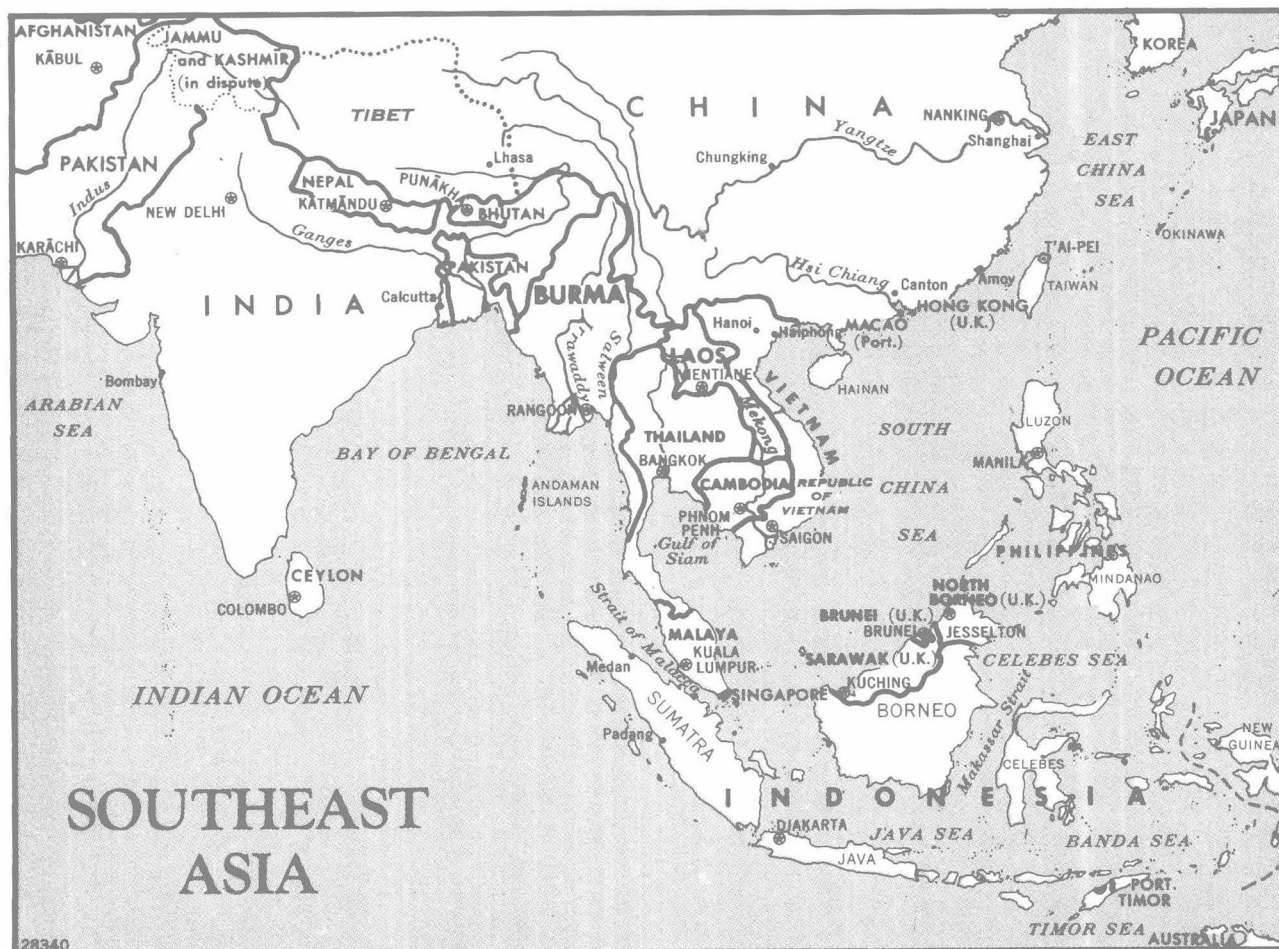 AFGHANISTAN
KĀBUL
JAMMU
and KASHMĪR
(in dispute)
TIBET
CHINA
KOREA
JAPAN
NANKING
Shanghai
Yangtze
Chungking
EAST
CHINA
SEA
PAKISTAN
Indus
Lhasa
NEPAL
KĀTMĀNDU
PUNĀKHA
BHUTAN
NEW DELHI
Ganges
KARĀCHI
PAKISTAN
INDIA
Calcutta
BURMA
Hsi Chiang
Canton
Amoy
T'AI-PEI
TAIWAN
OKINAWA
HONG KONG
(U.K.)
MACAO
(Port.)
Hanoi
Haiphong
LAOS
VIENTIANE
HAINAN
VIETNAM
Irrawaddy
Salween
RANGOON
Mekong
PACIFIC
OCEAN
Bombay
ARABIAN
SEA
BAY OF BENGAL
THAILAND
BANGKOK
ANDAMAN
ISLANDS
CAMBODIA
PHNOM
PENH
REPUBLIC
OF
VIETNAM
SAIGON
Gulf of
Siam
SOUTH
CHINA
SEA
LUZON
MANILA
PHILIPPINES
MINDANAO
CEYLON
COLOMBO
NORTH
BORNEO (U.K.)
BRUNEI (U.K.)
BRUNEI
JESSELTON
SARAWAK (U.K.)
KUCHING
CELEBES SEA
Strait of Malacca
MALAYA
KUALA
LUMPUR
Medan
SINGAPORE
BORNEO
INDIAN OCEAN
SUMATRA
Padang
Makassar Strait
CELEBES
NEW
GUINEA
INDONESIA
DJAKARTA
JAVA SEA
BANDA SEA
JAVA
PORT.
TIMOR
TIMOR SEA
AUSTRALIA
SOUTHEAST
ASIA
28340